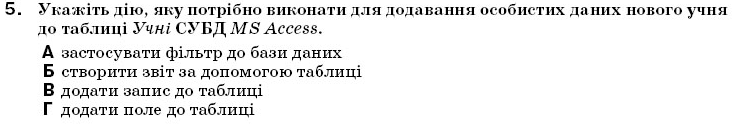 5. Укажіть дію, яку потрібно виконати для додавання особистих даних нового учня
до таблиці Учні СУБД MS Access.
А застосувати фільтр до бази даних
Б створити звіт за допомогою таблиці
В додати запис до таблиці
Г додати поле до таблиці